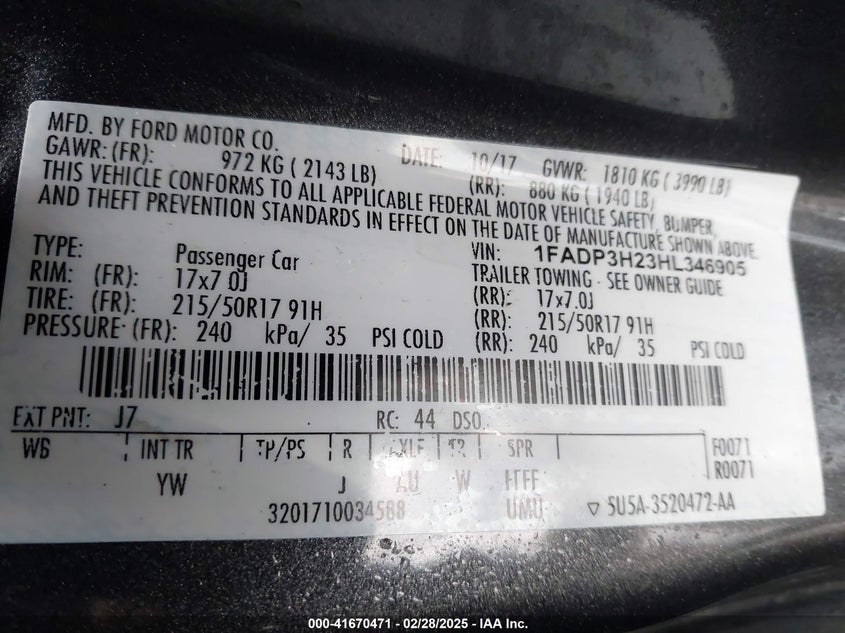 MFD. BY FORD MOTOR CO. DATE: 10/17 GVWR: 1810 KG ( 3990 LB)
GAWR: (FR): 972 KG ( 2143 LB) (RR): 880 KG ( 1940 LB)
THIS VEHICLE CONFORMS TO ALL APPLICABLE FEDERAL MOTOR VEHICLE SAFETY, BUMPER,
AND THEFT PREVENTION STANDARDS IN EFFECT ON THE DATE OF MANUFACTURE SHOWN ABOVE.
VIN: 1FADP3H23HL346905
TYPE: Passenger Car TRAILER TOWING - SEE OWNER GUIDE
RIM: (FR): 17x7.0J (RR): 17x7.0J
TIRE: (FR): 215/50R17 91H (RR): 215/50R17 91H
PRESSURE: (FR): 240 kPa/ 35 PSI COLD (RR): 240 kPa/ 35 PSI COLD
EXT PNT: J7 RC: 44 DSO:
WB INT TR TP/PS R AXLE TR SPR F0071
YW J W R0071
3201710034588 UMU ▽ 5U5A-3520472-AA
000-41670471 - 02/28/2025 - IAA Inc.